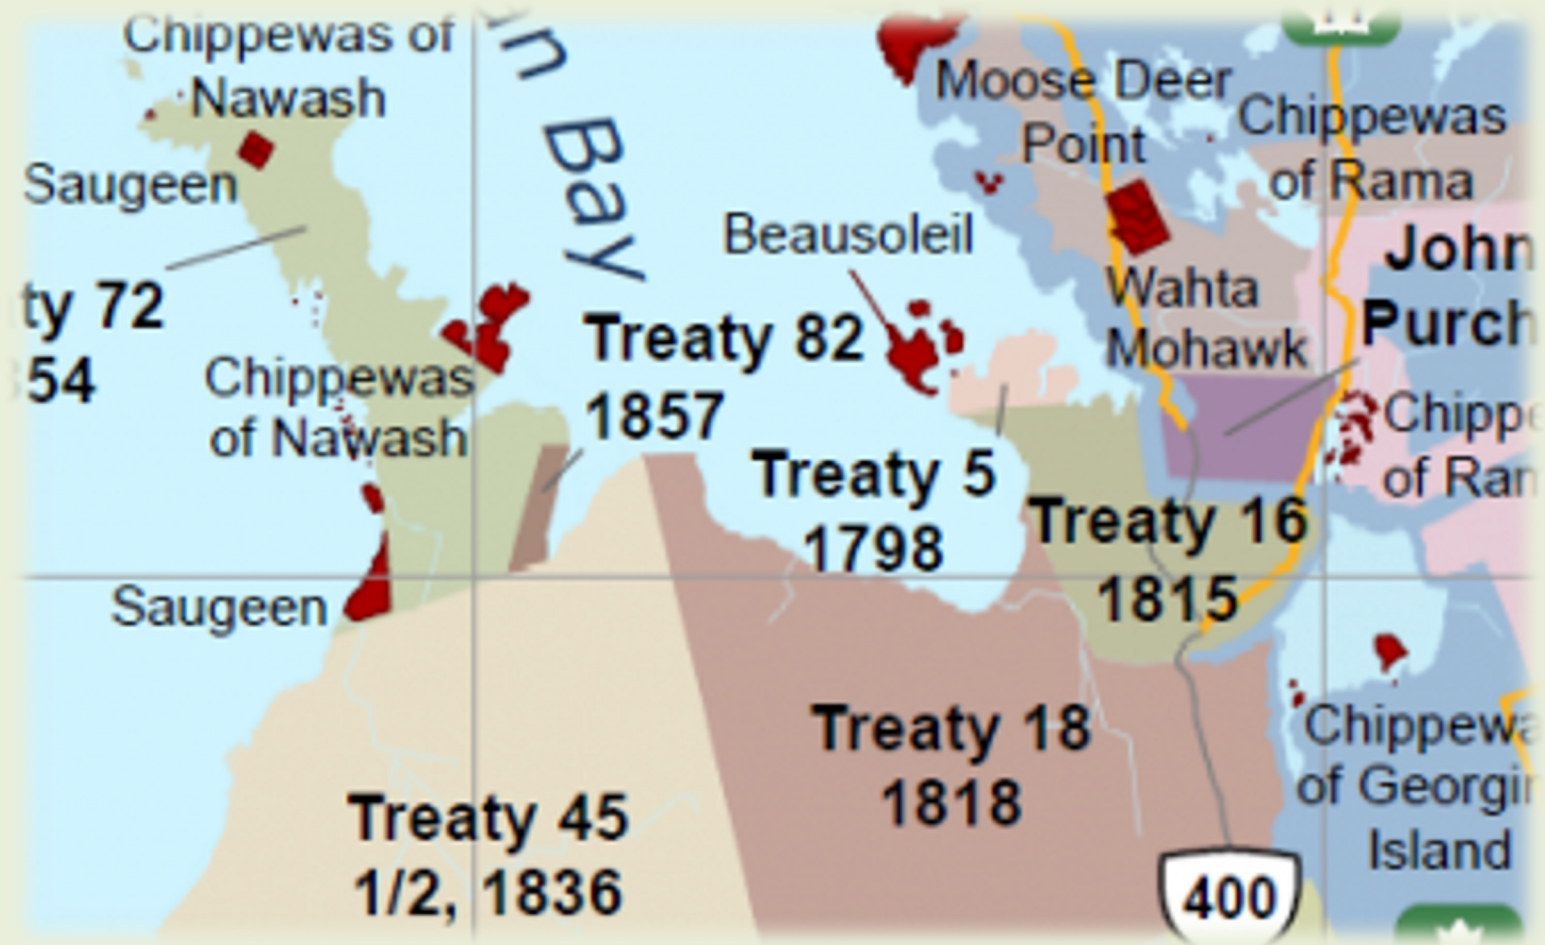 Chippewas of
Nawash
Saugeen
ty 72
54
Chippewas
of Nawash
Saugeen
Bay
Treaty 82
1857
Beausoleil
Moose Deer
Point
Chippewas
of Rama
John
Purch
Wahta
Mohawk
Chippe
of Ran
Treaty 5
1798
Treaty 16
1815
Treaty 18
1818
Treaty 45
1/2, 1836
Chippewa
of Georgin
Island
400